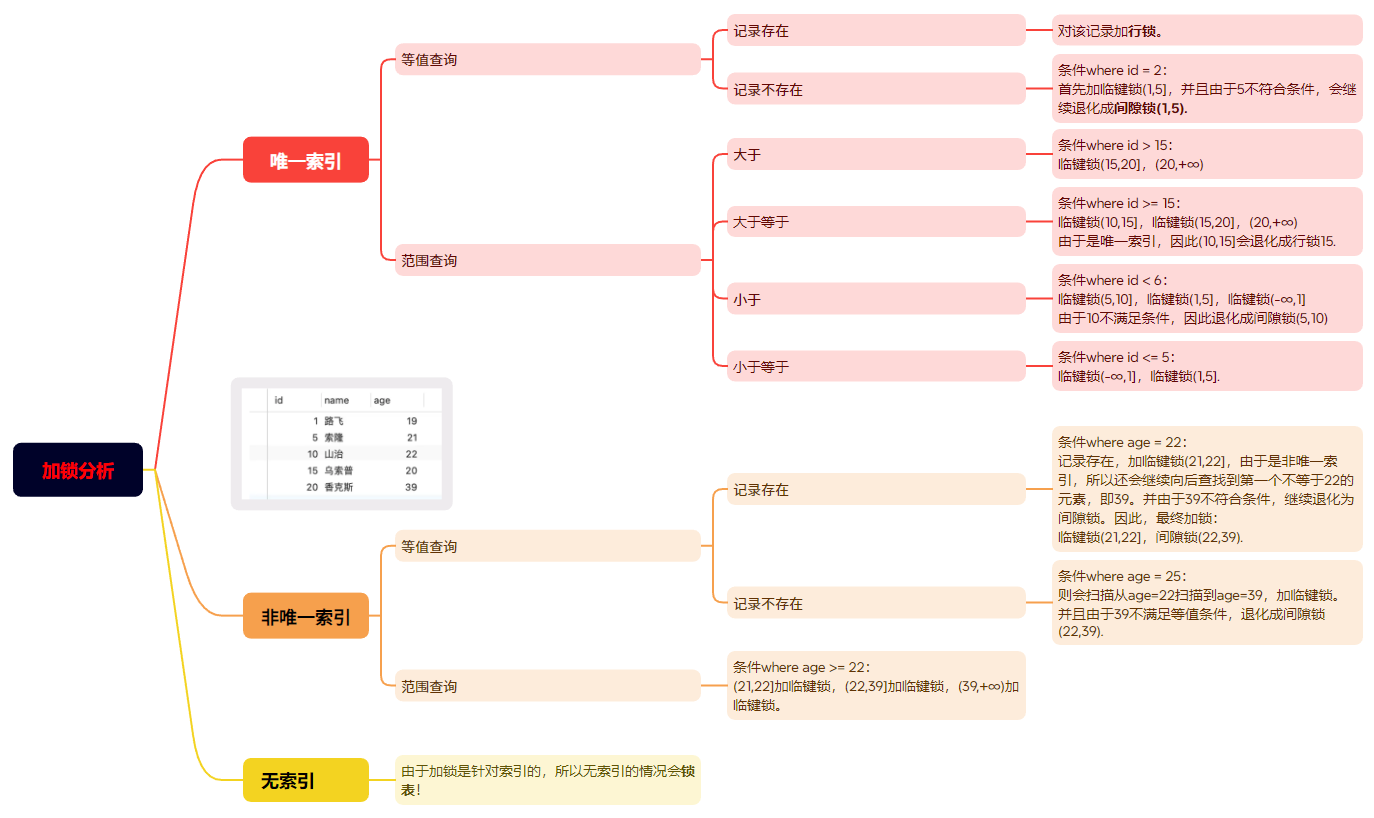 加锁分析
唯一索引
等值查询
记录存在
对该记录加行锁。
记录不存在
条件where id = 2：
首先加临键锁(1,5]，并且由于5不符合条件，会继
续退化成间隙锁(1,5).
范围查询
大于
条件where id > 15：
临键锁(15,20]，(20,+∞)
大于等于
条件where id >= 15：
临键锁(10,15]，临键锁(15,20]，(20,+∞)
由于是唯一索引，因此(10,15]会退化成行锁15.
小于
条件where id < 6：
临键锁(5,10]，临键锁(1,5]，临键锁(-∞,1]
由于10不满足条件，因此退化成间隙锁(5,10)
小于等于
条件where id <= 5：
临键锁(-∞,1]，临键锁(1,5].
id name age
1 路飞 19
5 索隆 21
10 山治 22
15 乌索普 20
20 香克斯 39
非唯一索引
等值查询
记录存在
条件where age = 22：
记录存在，加临键锁(21,22]，由于是非唯一索
引，所以还会继续向后查找到第一个不等于22的
元素，即39。并由于39不符合条件，继续退化为
间隙锁。因此，最终加锁：
临键锁(21,22]，间隙锁(22,39).
记录不存在
条件where age = 25：
则会扫描从age=22扫描到age=39，加临键锁。
并且由于39不满足等值条件，退化成间隙锁
(22,39).
范围查询
条件where age >= 22：
(21,22]加临键锁，(22,39]加临键锁，(39,+∞)加
临键锁。
无索引
由于加锁是针对索引的，所以无索引的情况会锁
表！